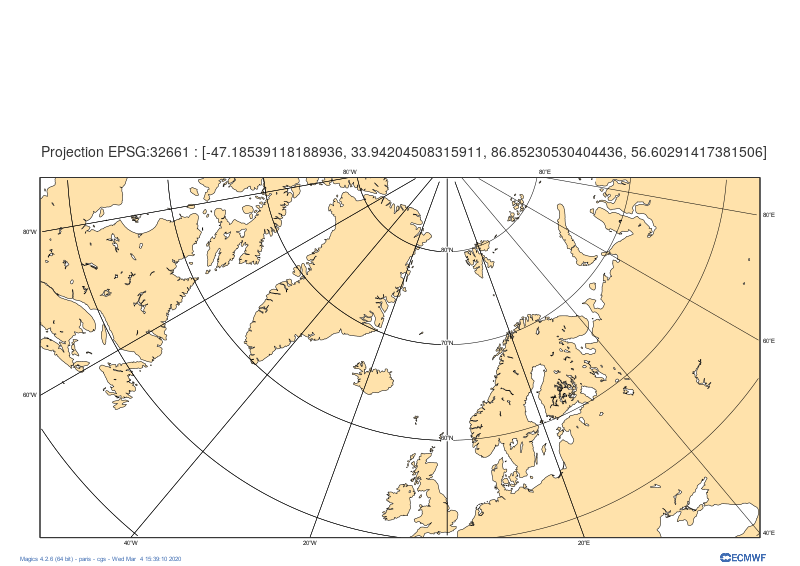 Projection EPSG:32661 : [-47.18539118188936, 33.94204508315911, 86.85230530404436, 56.60291417381506]
80°W 80°E
80°W 80°E
80°N
70°N 60°E
60°W
60°N
40°W 20°W 20°E 40°E
Magics 4.2.6 (64 bit) - paris - cgs - Wed Mar 4 15:39:10 2020
ECMWF